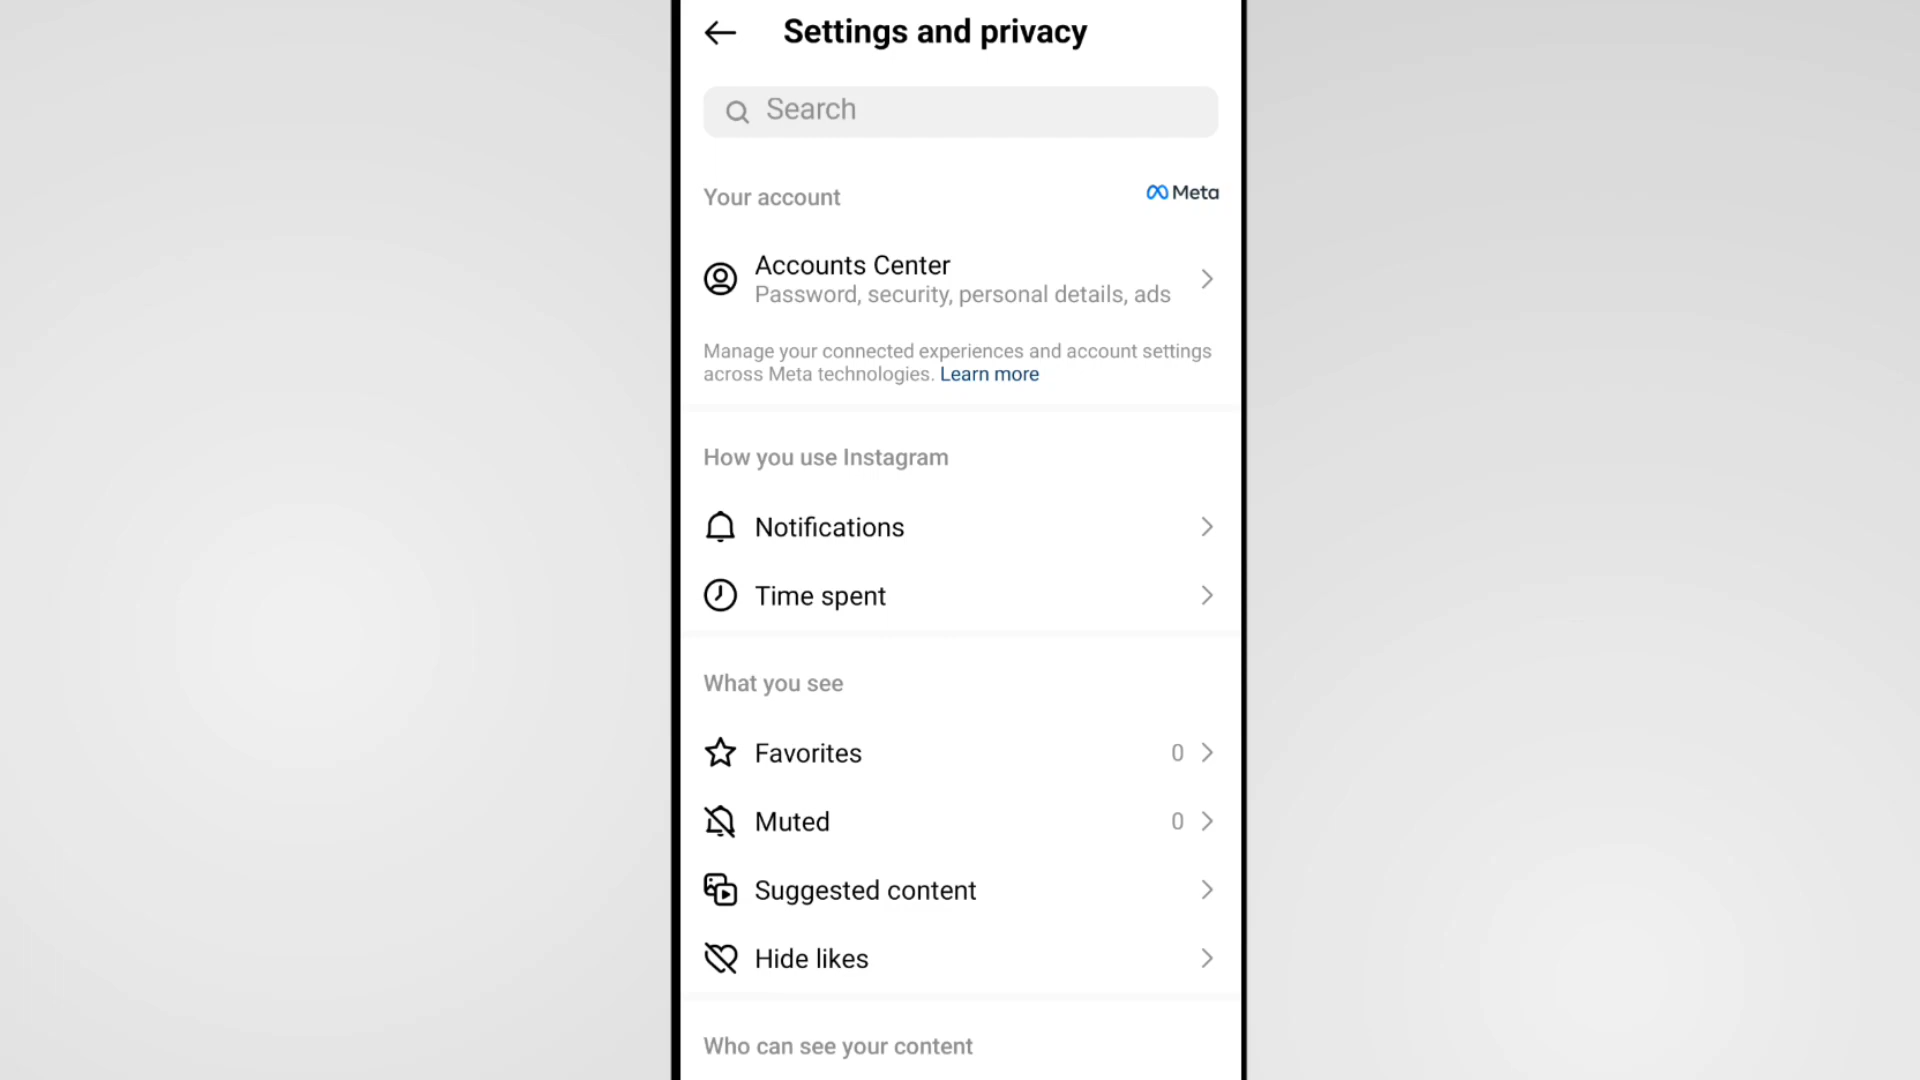 Settings and privacy
Search
Your account
Meta
Accounts Center
Password, security, personal details, ads
Manage your connected experiences and account settings
across Meta technologies. Learn more
How you use Instagram
Notifications
Time spent
What you see
Favorites 0
Muted 0
Suggested content
Hide likes
Who can see your content